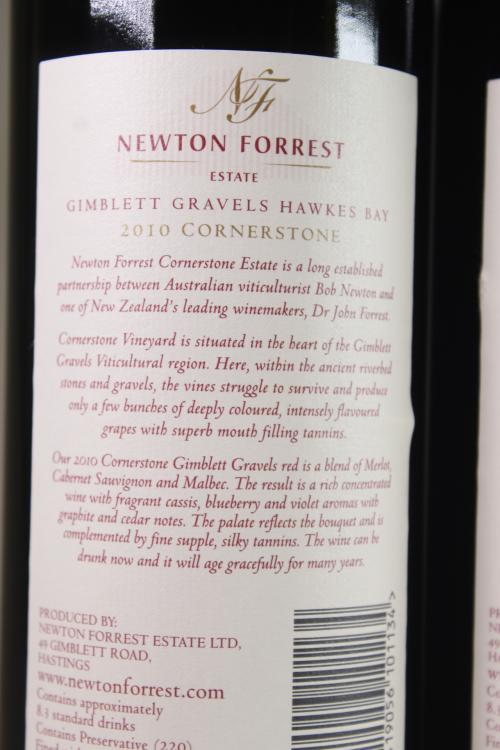 NF
NEWTON FORREST
ESTATE
GIMBLETT GRAVELS HAWKES BAY
2010 CORNERSTONE
Newton Forrest Cornerstone Estate is a long established
partnership between Australian viticulturist Bob Newton and
one of New Zealand's leading winemakers, Dr John Forrest.
Cornerstone Vineyard is situated in the heart of the Gimblett
Gravels Viticultural region. Here, within the ancient riverbed
stones and gravels, the vines struggle to survive and produce
only a few bunches of deeply coloured, intensely flavoured
grapes with superb mouth filling tannins.
Our 2010 Cornerstone Gimblett Gravels red is a blend of Merlot,
Cabernet Sauvignon and Malbec. The result is a rich concentrated
wine with fragrant cassis, blueberry and violet aromas with
graphite and cedar notes. The palate reflects the bouquet and is
complemented by fine supple, silky tannins. The wine can be
drunk now and it will age gracefully for many years.
PRODUCED BY:
NEWTON FORREST ESTATE LTD,
49 GIMBLETT ROAD,
HASTINGS
www.newtonforrest.com
Contains approximately
8.3 standard drinks
Contains Preservative (220)
Fined
419056 101134 >